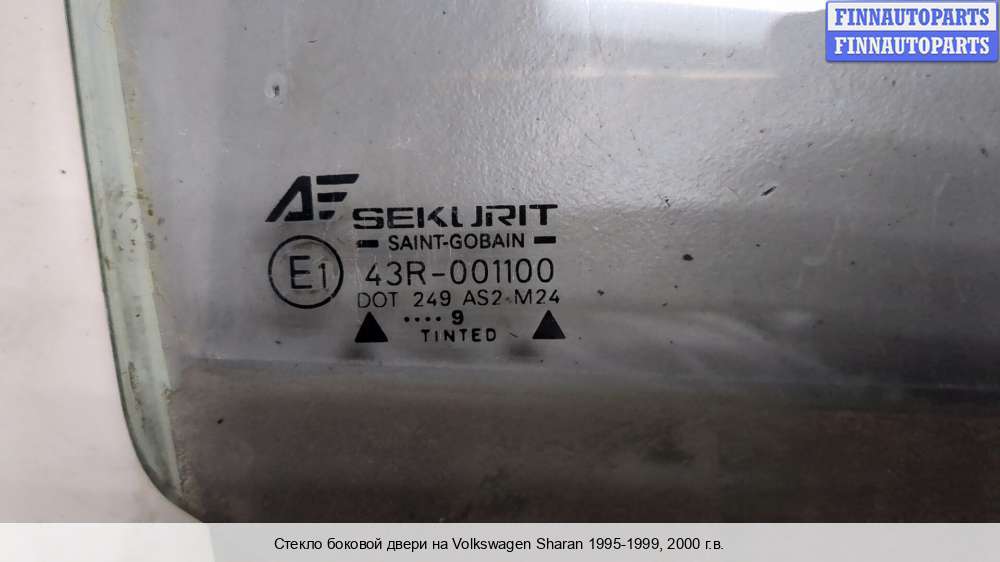 FINNAUTOPARTS
FINNAUTOPARTS
SEKURIT
SAINT-GOBAIN
E1 43R-001100
DOT 249 AS2 M24
.... 9
TINTED
Стекло боковой двери на Volkswagen Sharan 1995-1999, 2000 г.в.